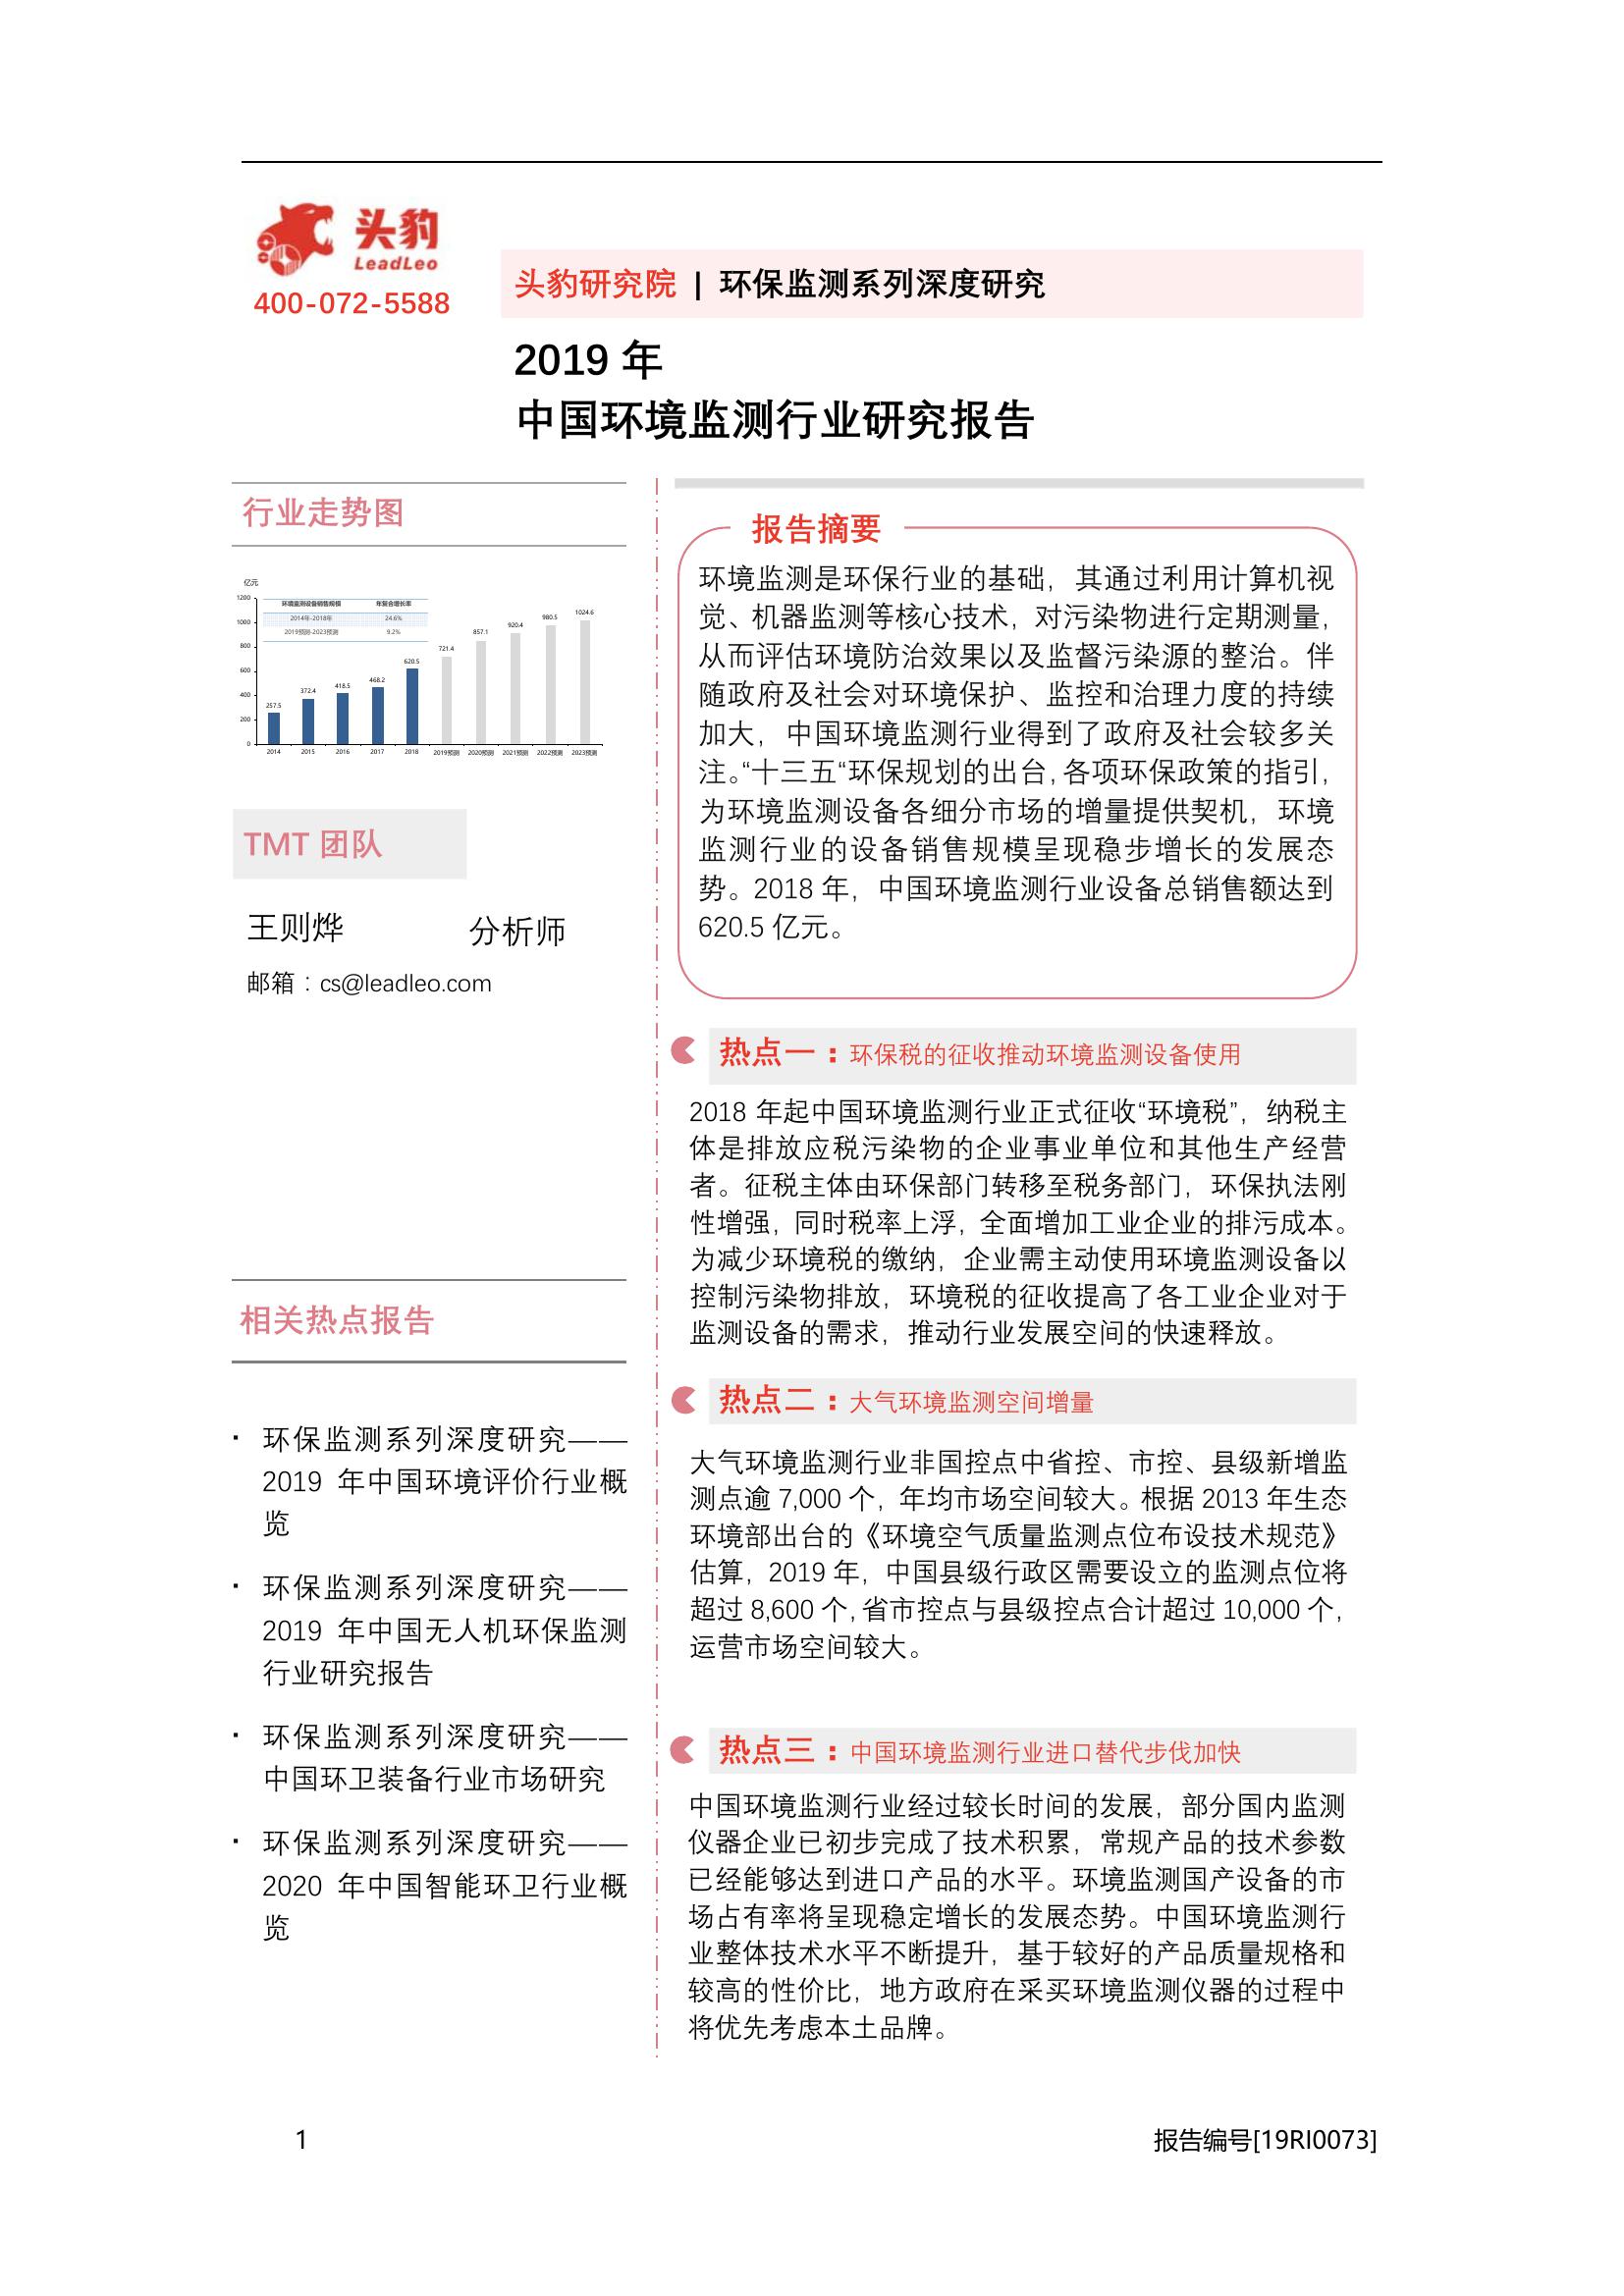 头豹
LeadLeo
400-072-5588
头豹研究院 | 环保监测系列深度研究
2019 年
中国环境监测行业研究报告
行业走势图
亿元
环境监测设备销售规模 年复合增长率
2014年-2018年 24.6%
2019预测-2023预测 9.2%
1200
1000
800
600
400
200
0
257.5
372.4
418.5
468.2
620.5
721.4
857.1
920.4
980.5
1024.6
2014 2015 2016 2017 2018 2019预测 2020预测 2021预测 2022预测 2023预测
TMT 团队
王则烨 分析师
邮箱：cs@leadleo.com
相关热点报告
· 环保监测系列深度研究——
2019 年中国环境评价行业概
览
· 环保监测系列深度研究——
2019 年中国无人机环保监测
行业研究报告
· 环保监测系列深度研究——
中国环卫装备行业市场研究
· 环保监测系列深度研究——
2020 年中国智能环卫行业概
览
报告摘要
环境监测是环保行业的基础，其通过利用计算机视
觉、机器监测等核心技术，对污染物进行定期测量，
从而评估环境防治效果以及监督污染源的整治。伴
随政府及社会对环境保护、监控和治理力度的持续
加大，中国环境监测行业得到了政府及社会较多关
注。“十三五“环保规划的出台，各项环保政策的指引，
为环境监测设备各细分市场的增量提供契机，环境
监测行业的设备销售规模呈现稳步增长的发展态
势。2018 年，中国环境监测行业设备总销售额达到
620.5 亿元。
热点一：环保税的征收推动环境监测设备使用
2018 年起中国环境监测行业正式征收“环境税”，纳税主
体是排放应税污染物的企业事业单位和其他生产经营
者。征税主体由环保部门转移至税务部门，环保执法刚
性增强，同时税率上浮，全面增加工业企业的排污成本。
为减少环境税的缴纳，企业需主动使用环境监测设备以
控制污染物排放，环境税的征收提高了各工业企业对于
监测设备的需求，推动行业发展空间的快速释放。
热点二：大气环境监测空间增量
大气环境监测行业非国控点中省控、市控、县级新增监
测点逾 7,000 个，年均市场空间较大。根据 2013 年生态
环境部出台的《环境空气质量监测点位布设技术规范》
估算，2019 年，中国县级行政区需要设立的监测点位将
超过 8,600 个，省市控点与县级控点合计超过 10,000 个，
运营市场空间较大。
热点三：中国环境监测行业进口替代步伐加快
中国环境监测行业经过较长时间的发展，部分国内监测
仪器企业已初步完成了技术积累，常规产品的技术参数
已经能够达到进口产品的水平。环境监测国产设备的市
场占有率将呈现稳定增长的发展态势。中国环境监测行
业整体技术水平不断提升，基于较好的产品质量规格和
较高的性价比，地方政府在采买环境监测仪器的过程中
将优先考虑本土品牌。
1
报告编号[19RI0073]